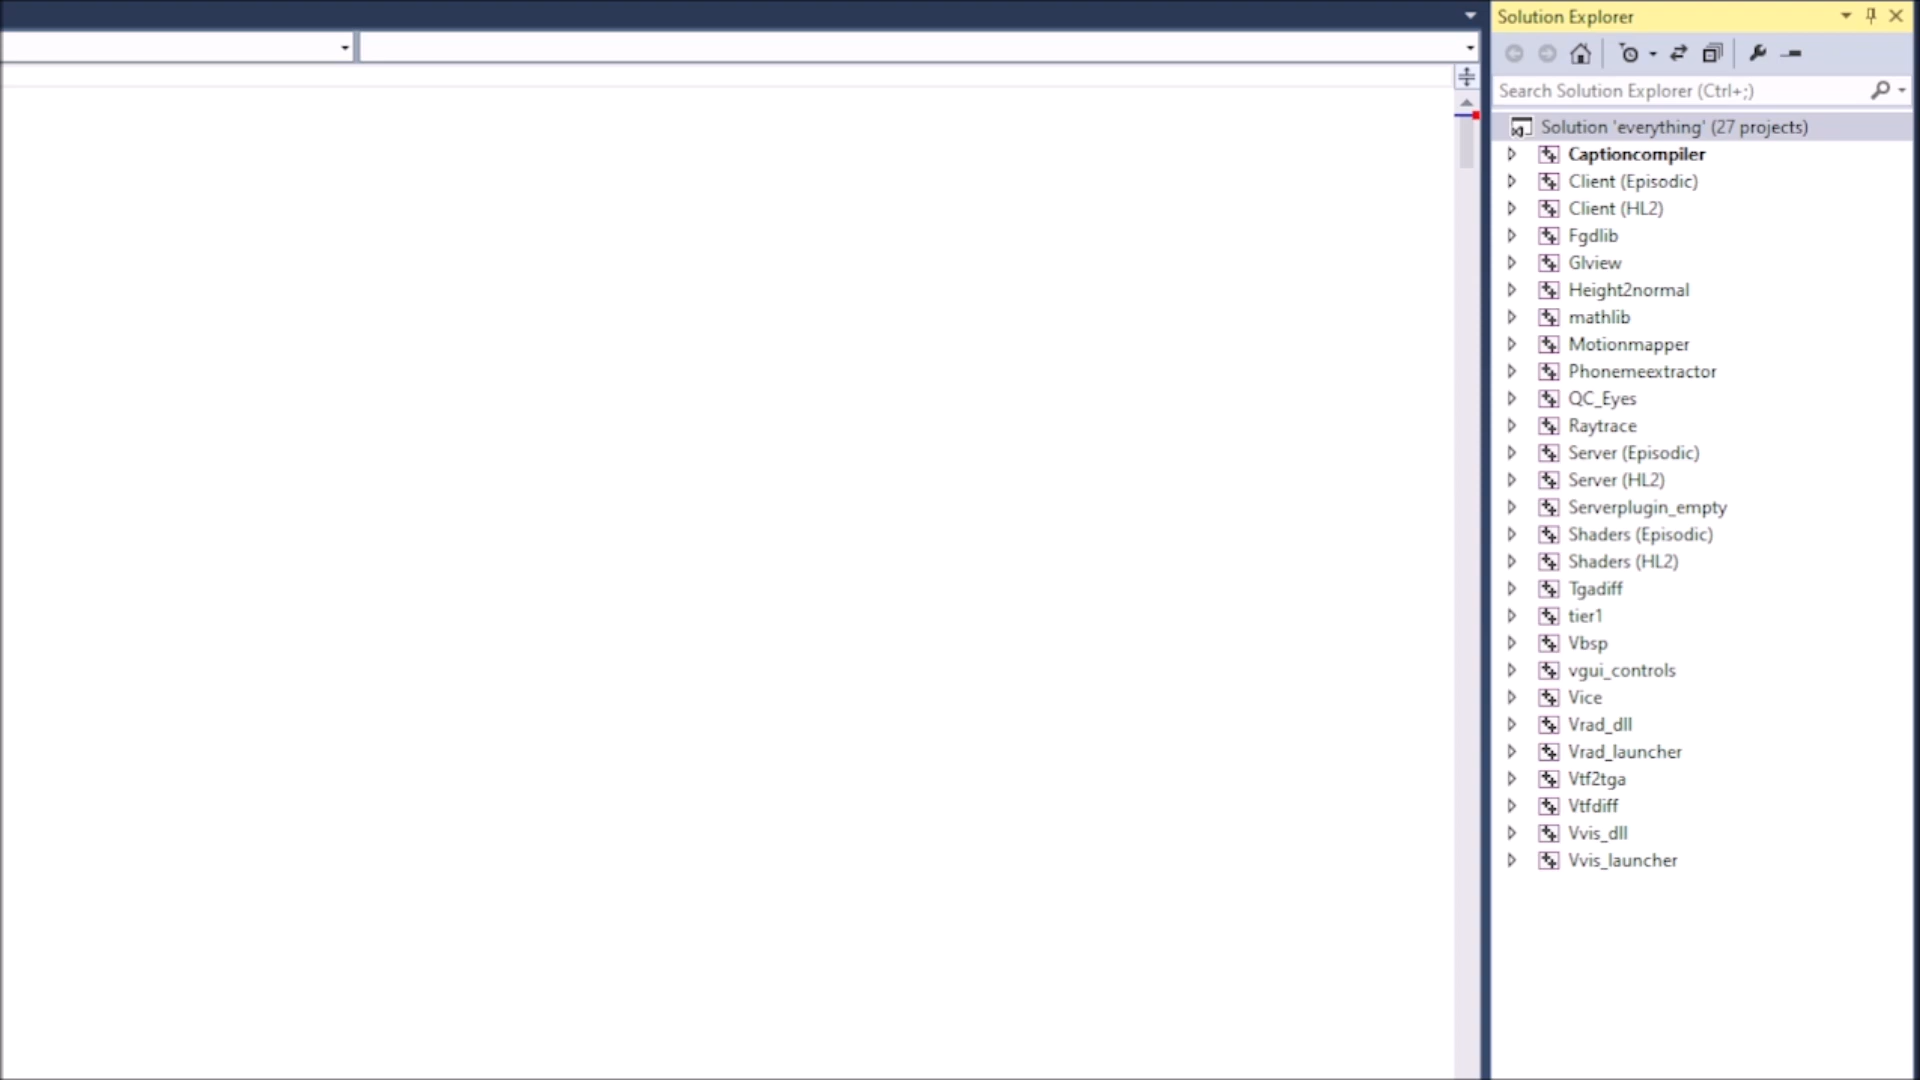 Solution Explorer
Search Solution Explorer (Ctrl+;)
Solution 'everything' (27 projects)
Captioncompiler
Client (Episodic)
Client (HL2)
Fgdlib
Glview
Height2normal
mathlib
Motionmapper
Phonemeextractor
QC_Eyes
Raytrace
Server (Episodic)
Server (HL2)
Serverplugin_empty
Shaders (Episodic)
Shaders (HL2)
Tgadiff
tier1
Vbsp
vgui_controls
Vice
Vrad_dll
Vrad_launcher
Vtf2tga
Vtfdiff
Vvis_dll
Vvis_launcher